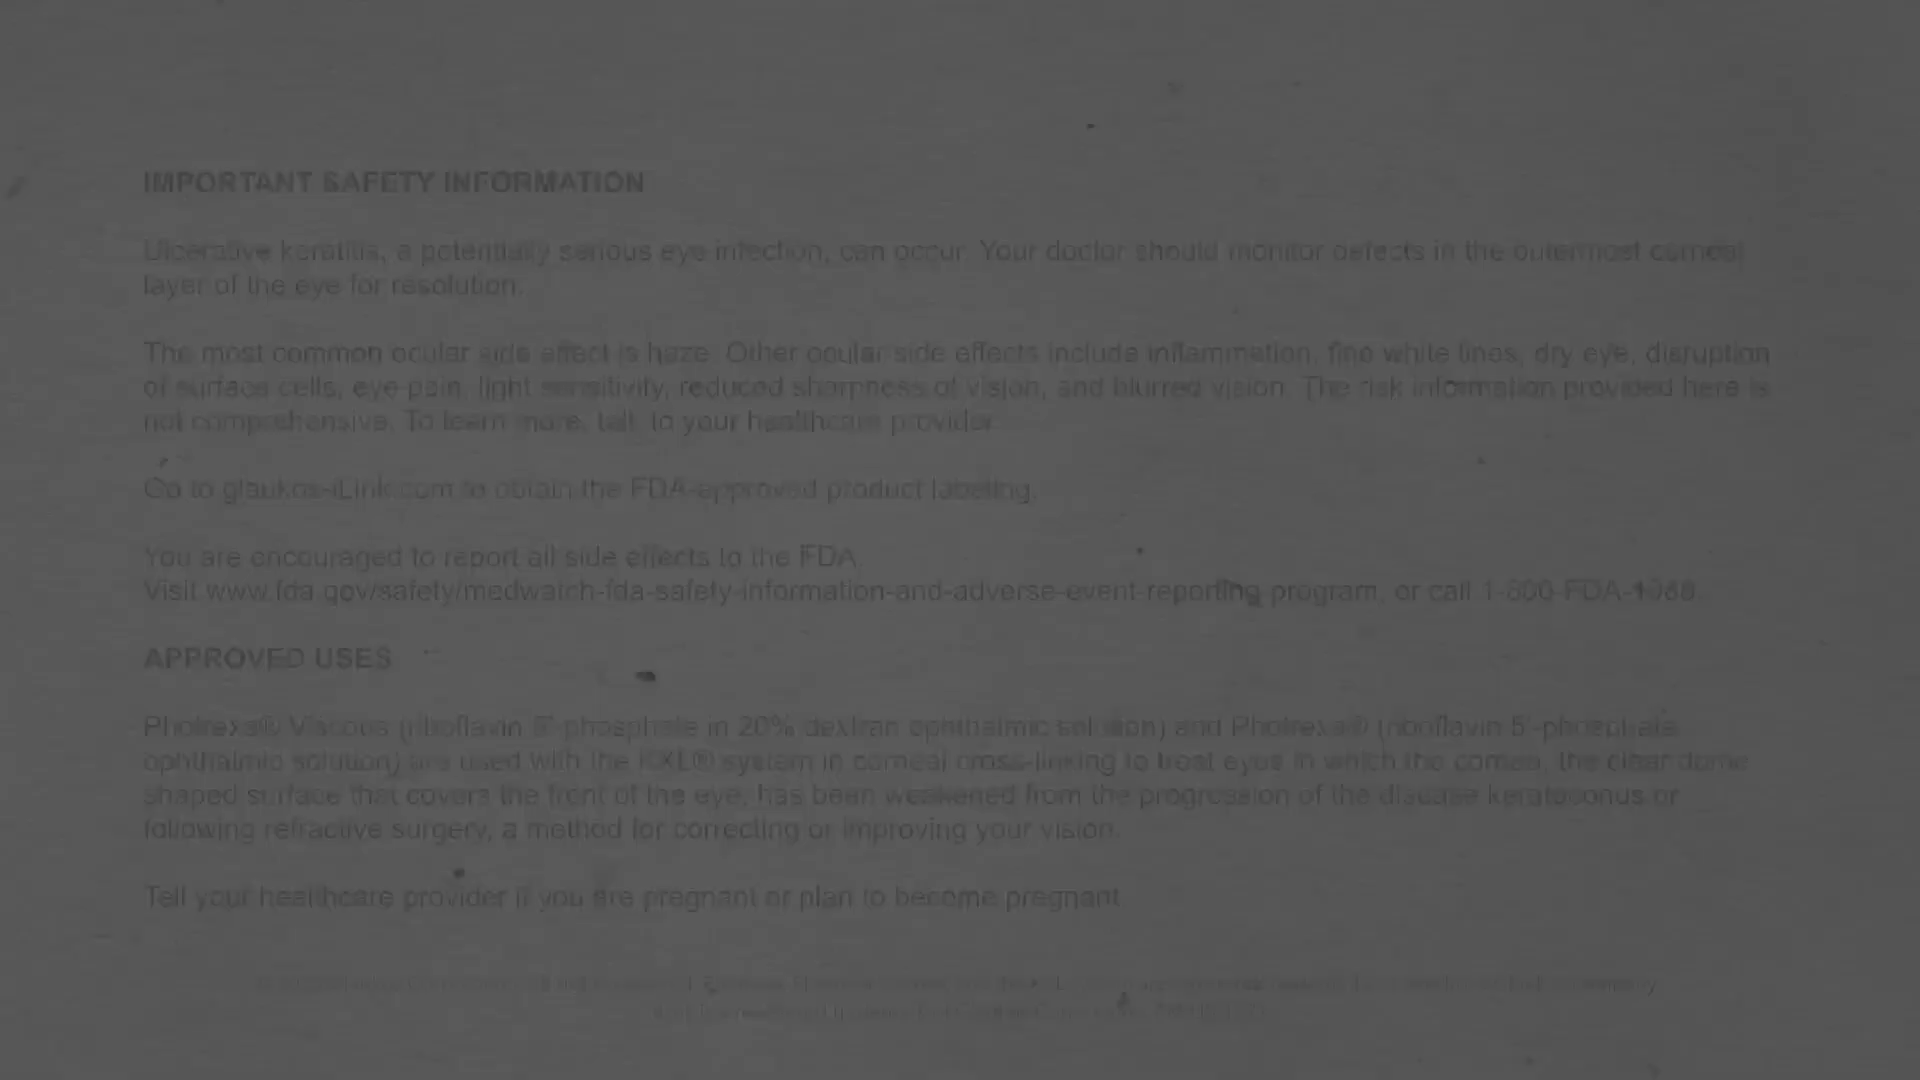 IMPORTANT SAFETY INFORMATION
Ulcerative keratitis, a potentially serious eye infection, can occur. Your doctor should monitor defects in the outermost corneal
layer of the eye for resolution.
The most common ocular side effect is haze. Other ocular side effects include inflammation, fine white lines, dry eye, disruption
of surface cells, eye pain, light sensitivity, reduced sharpness of vision, and blurred vision. The risk information provided here is
not comprehensive. To learn more, talk to your healthcare provider.
Go to glaukos-iLink.com to obtain the FDA-approved product labeling.
You are encouraged to report all side effects to the FDA.
Visit www.fda.gov/safety/medwatch-fda-safety-information-and-adverse-event-reporting program, or call 1-800-FDA-1088.
APPROVED USES
Photrexa® Viscous (riboflavin 5'-phosphate in 20% dextran ophthalmic solution) and Photrexa® (riboflavin 5'-phosphate
ophthalmic solution) are used with the KXL® system in corneal cross-linking to treat eyes in which the cornea, the clear dome
shaped surface that covers the front of the eye, has been weakened from the progression of the disease keratoconus or
following refractive surgery, a method for correcting or improving your vision.
Tell your healthcare provider if you are pregnant or plan to become pregnant.